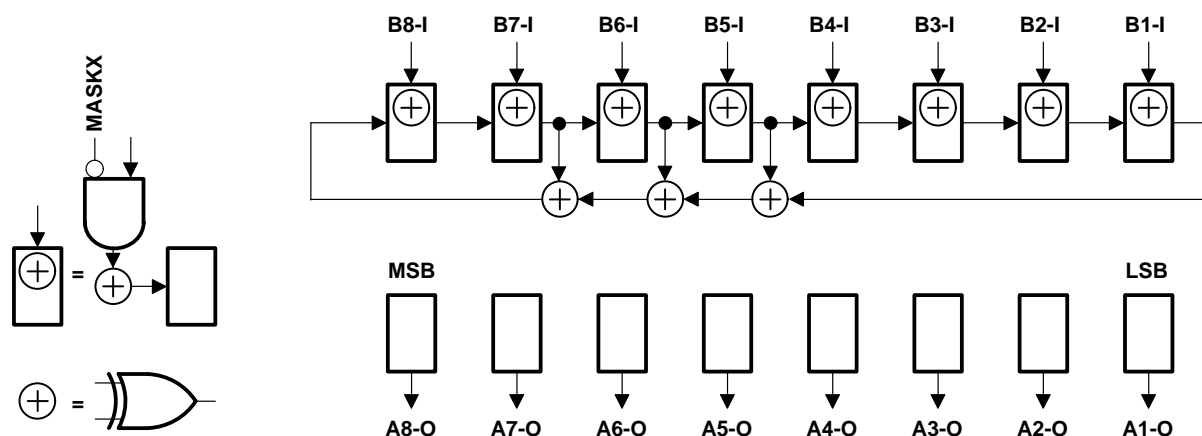 B8-I B7-I B6-I B5-I B4-I B3-I B2-I B1-I
MASKX
=
MSB LSB
=
A8-O A7-O A6-O A5-O A4-O A3-O A2-O A1-O